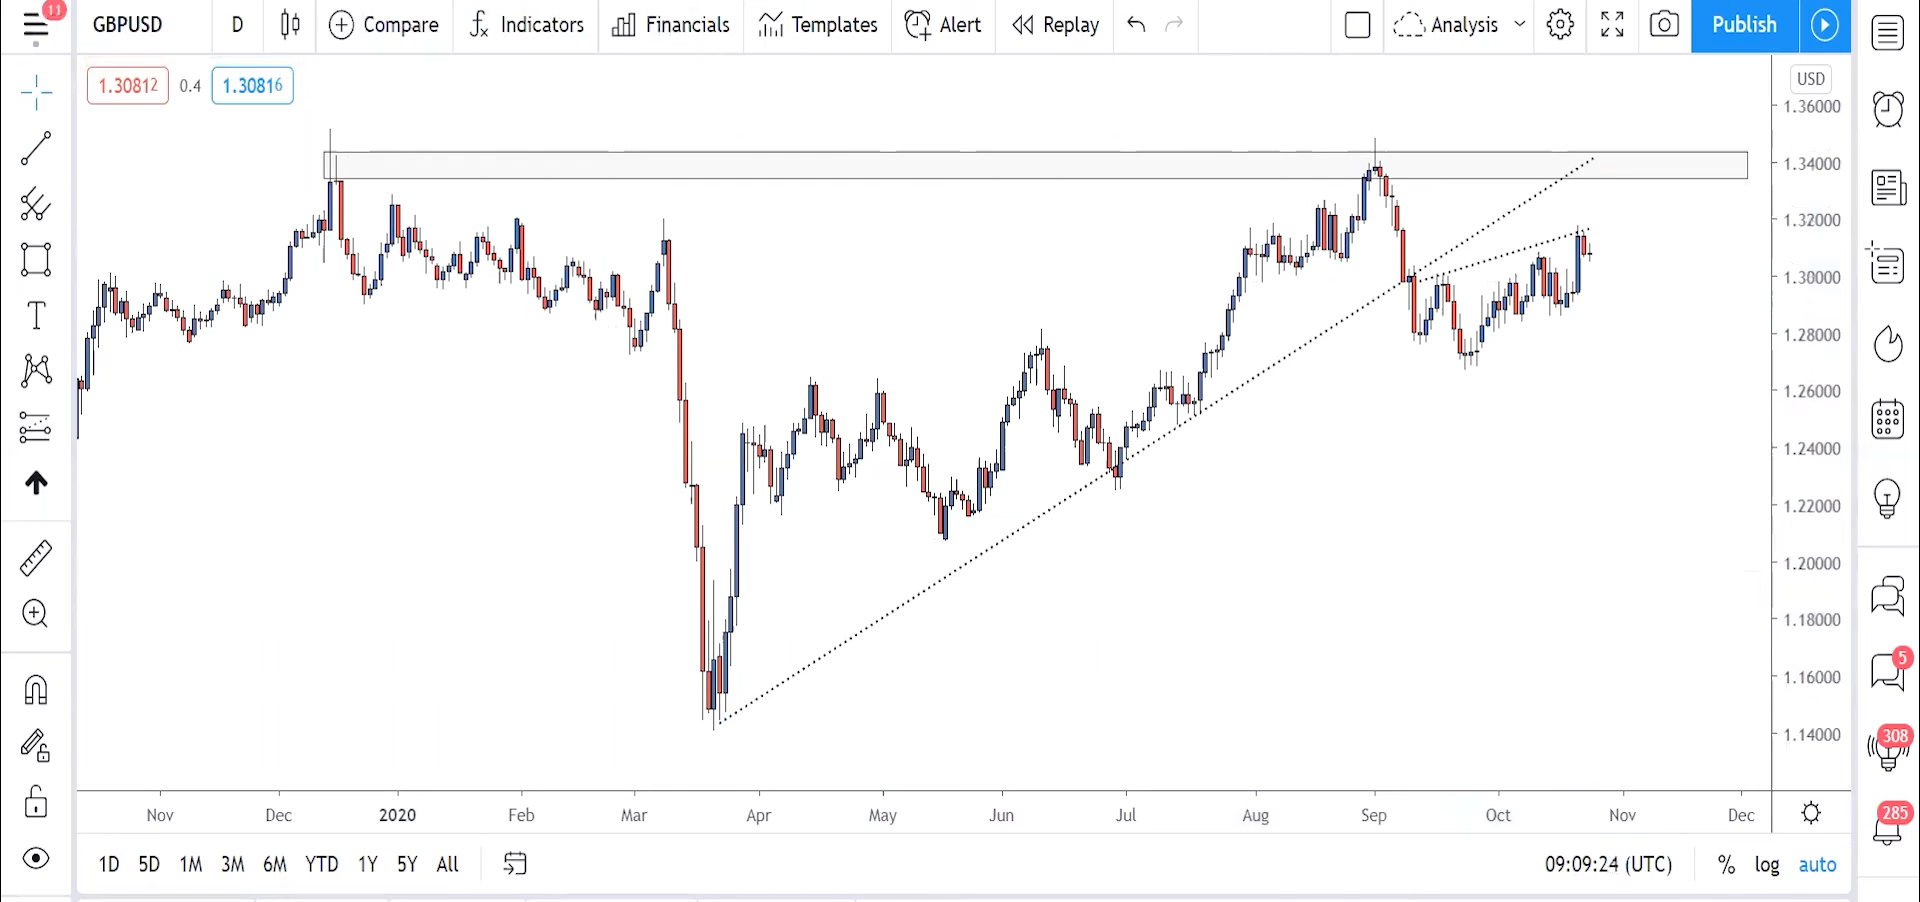 11
GBPUSD D Compare Indicators Financials Templates Alert Replay Analysis Publish
1.30812 0.4 1.30816
USD
1.36000
1.34000
1.32000
1.30000
1.28000
1.26000
1.24000
1.22000
1.20000
1.18000
1.16000
1.14000
T
5
308
285
Nov Dec 2020 Feb Mar Apr May Jun Jul Aug Sep Oct Nov Dec
1D 5D 1M 3M 6M YTD 1Y 5Y All 09:09:24 (UTC) % log auto